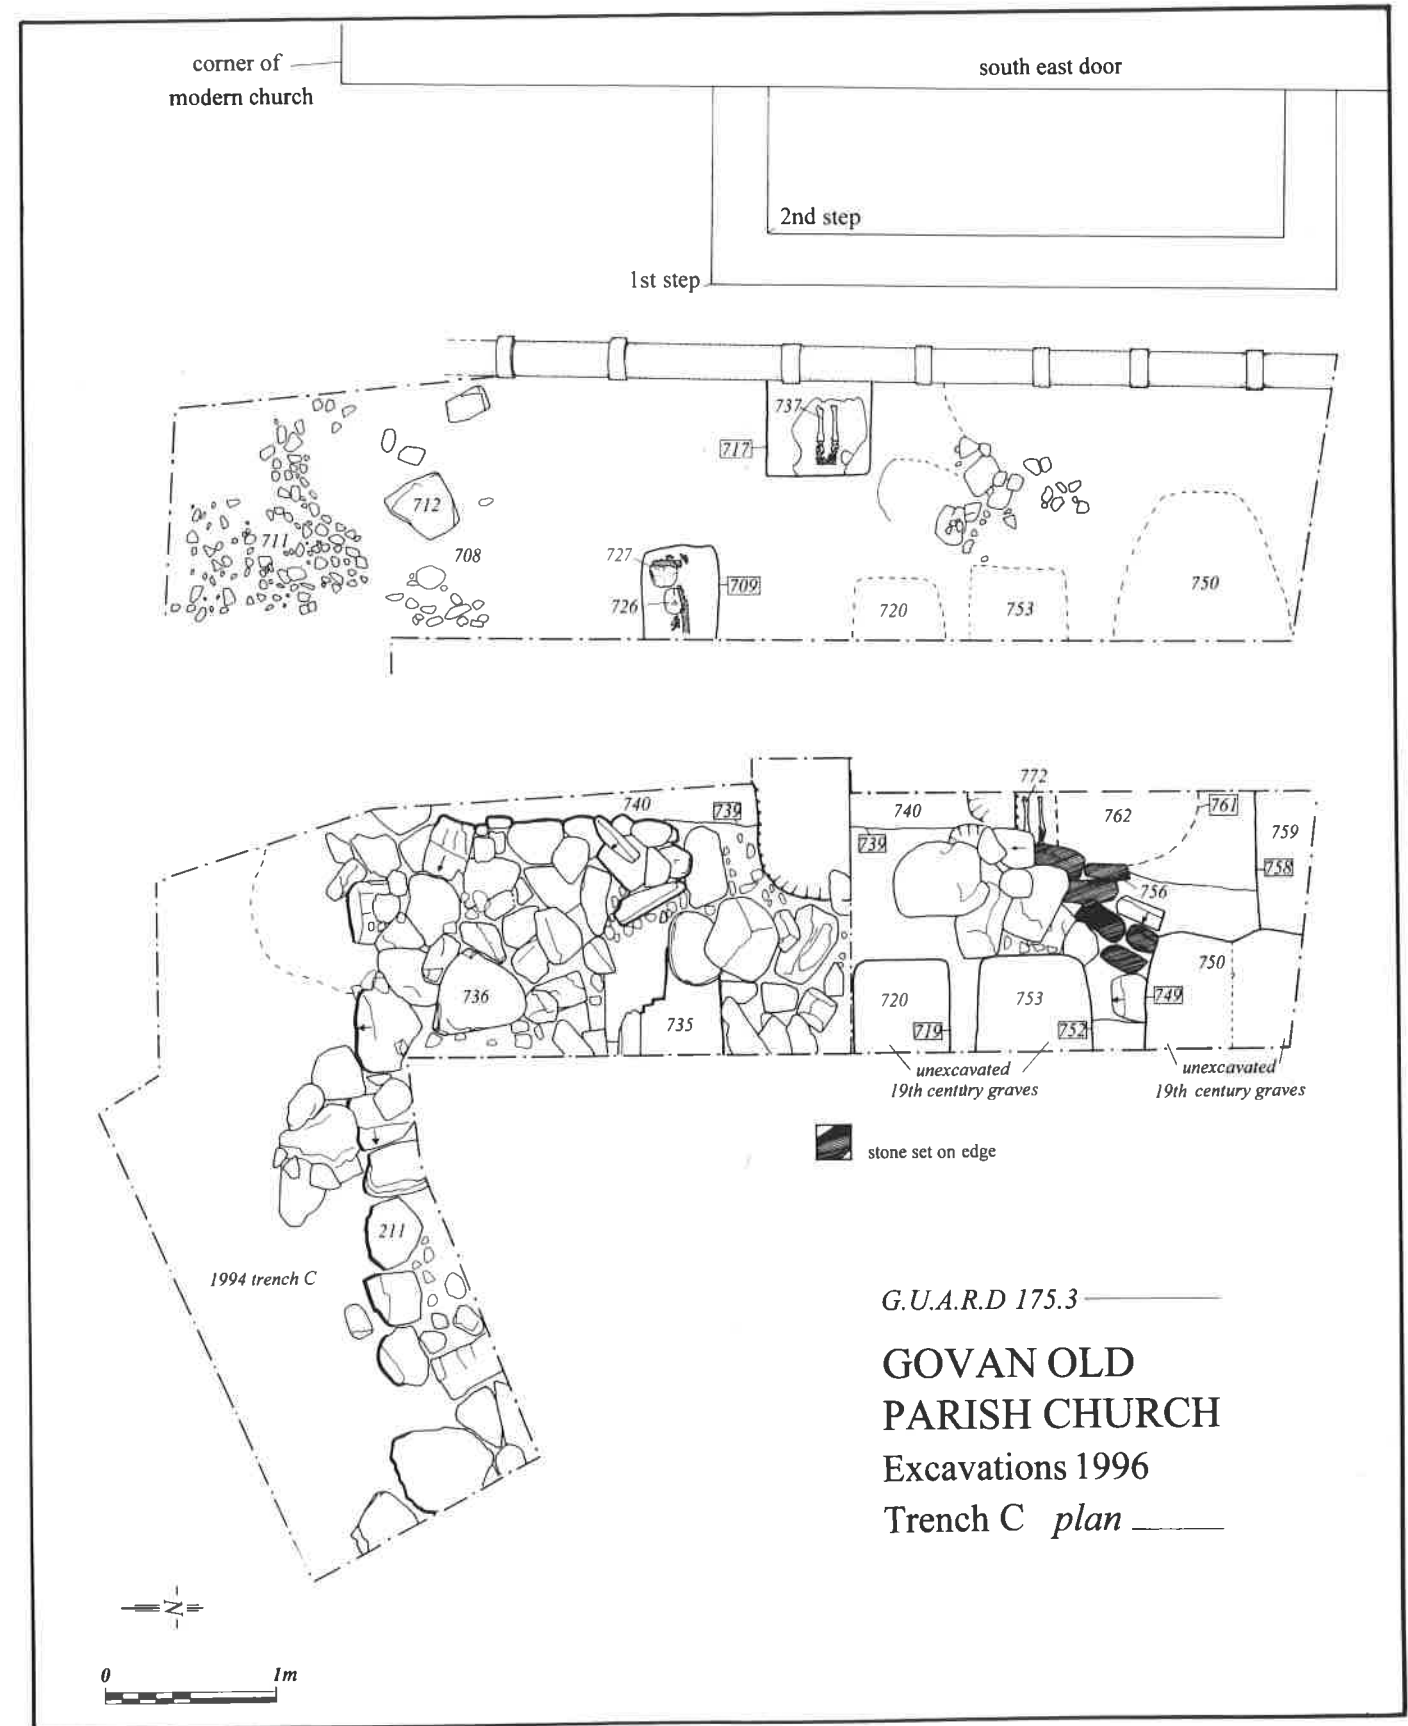 corner of
modern church
south east door
2nd step
1st step
737
717
712
711
708
727
726
709
720
753
750
772
740
739
740
739
762
761
759
758
756
736
735
720
719
753
752
749
750
unexcavated
19th century graves
unexcavated
19th century graves
stone set on edge
211
1994 trench C
G.U.A.R.D 175.3
GOVAN OLD
PARISH CHURCH
Excavations 1996
Trench C plan
N
0 1m